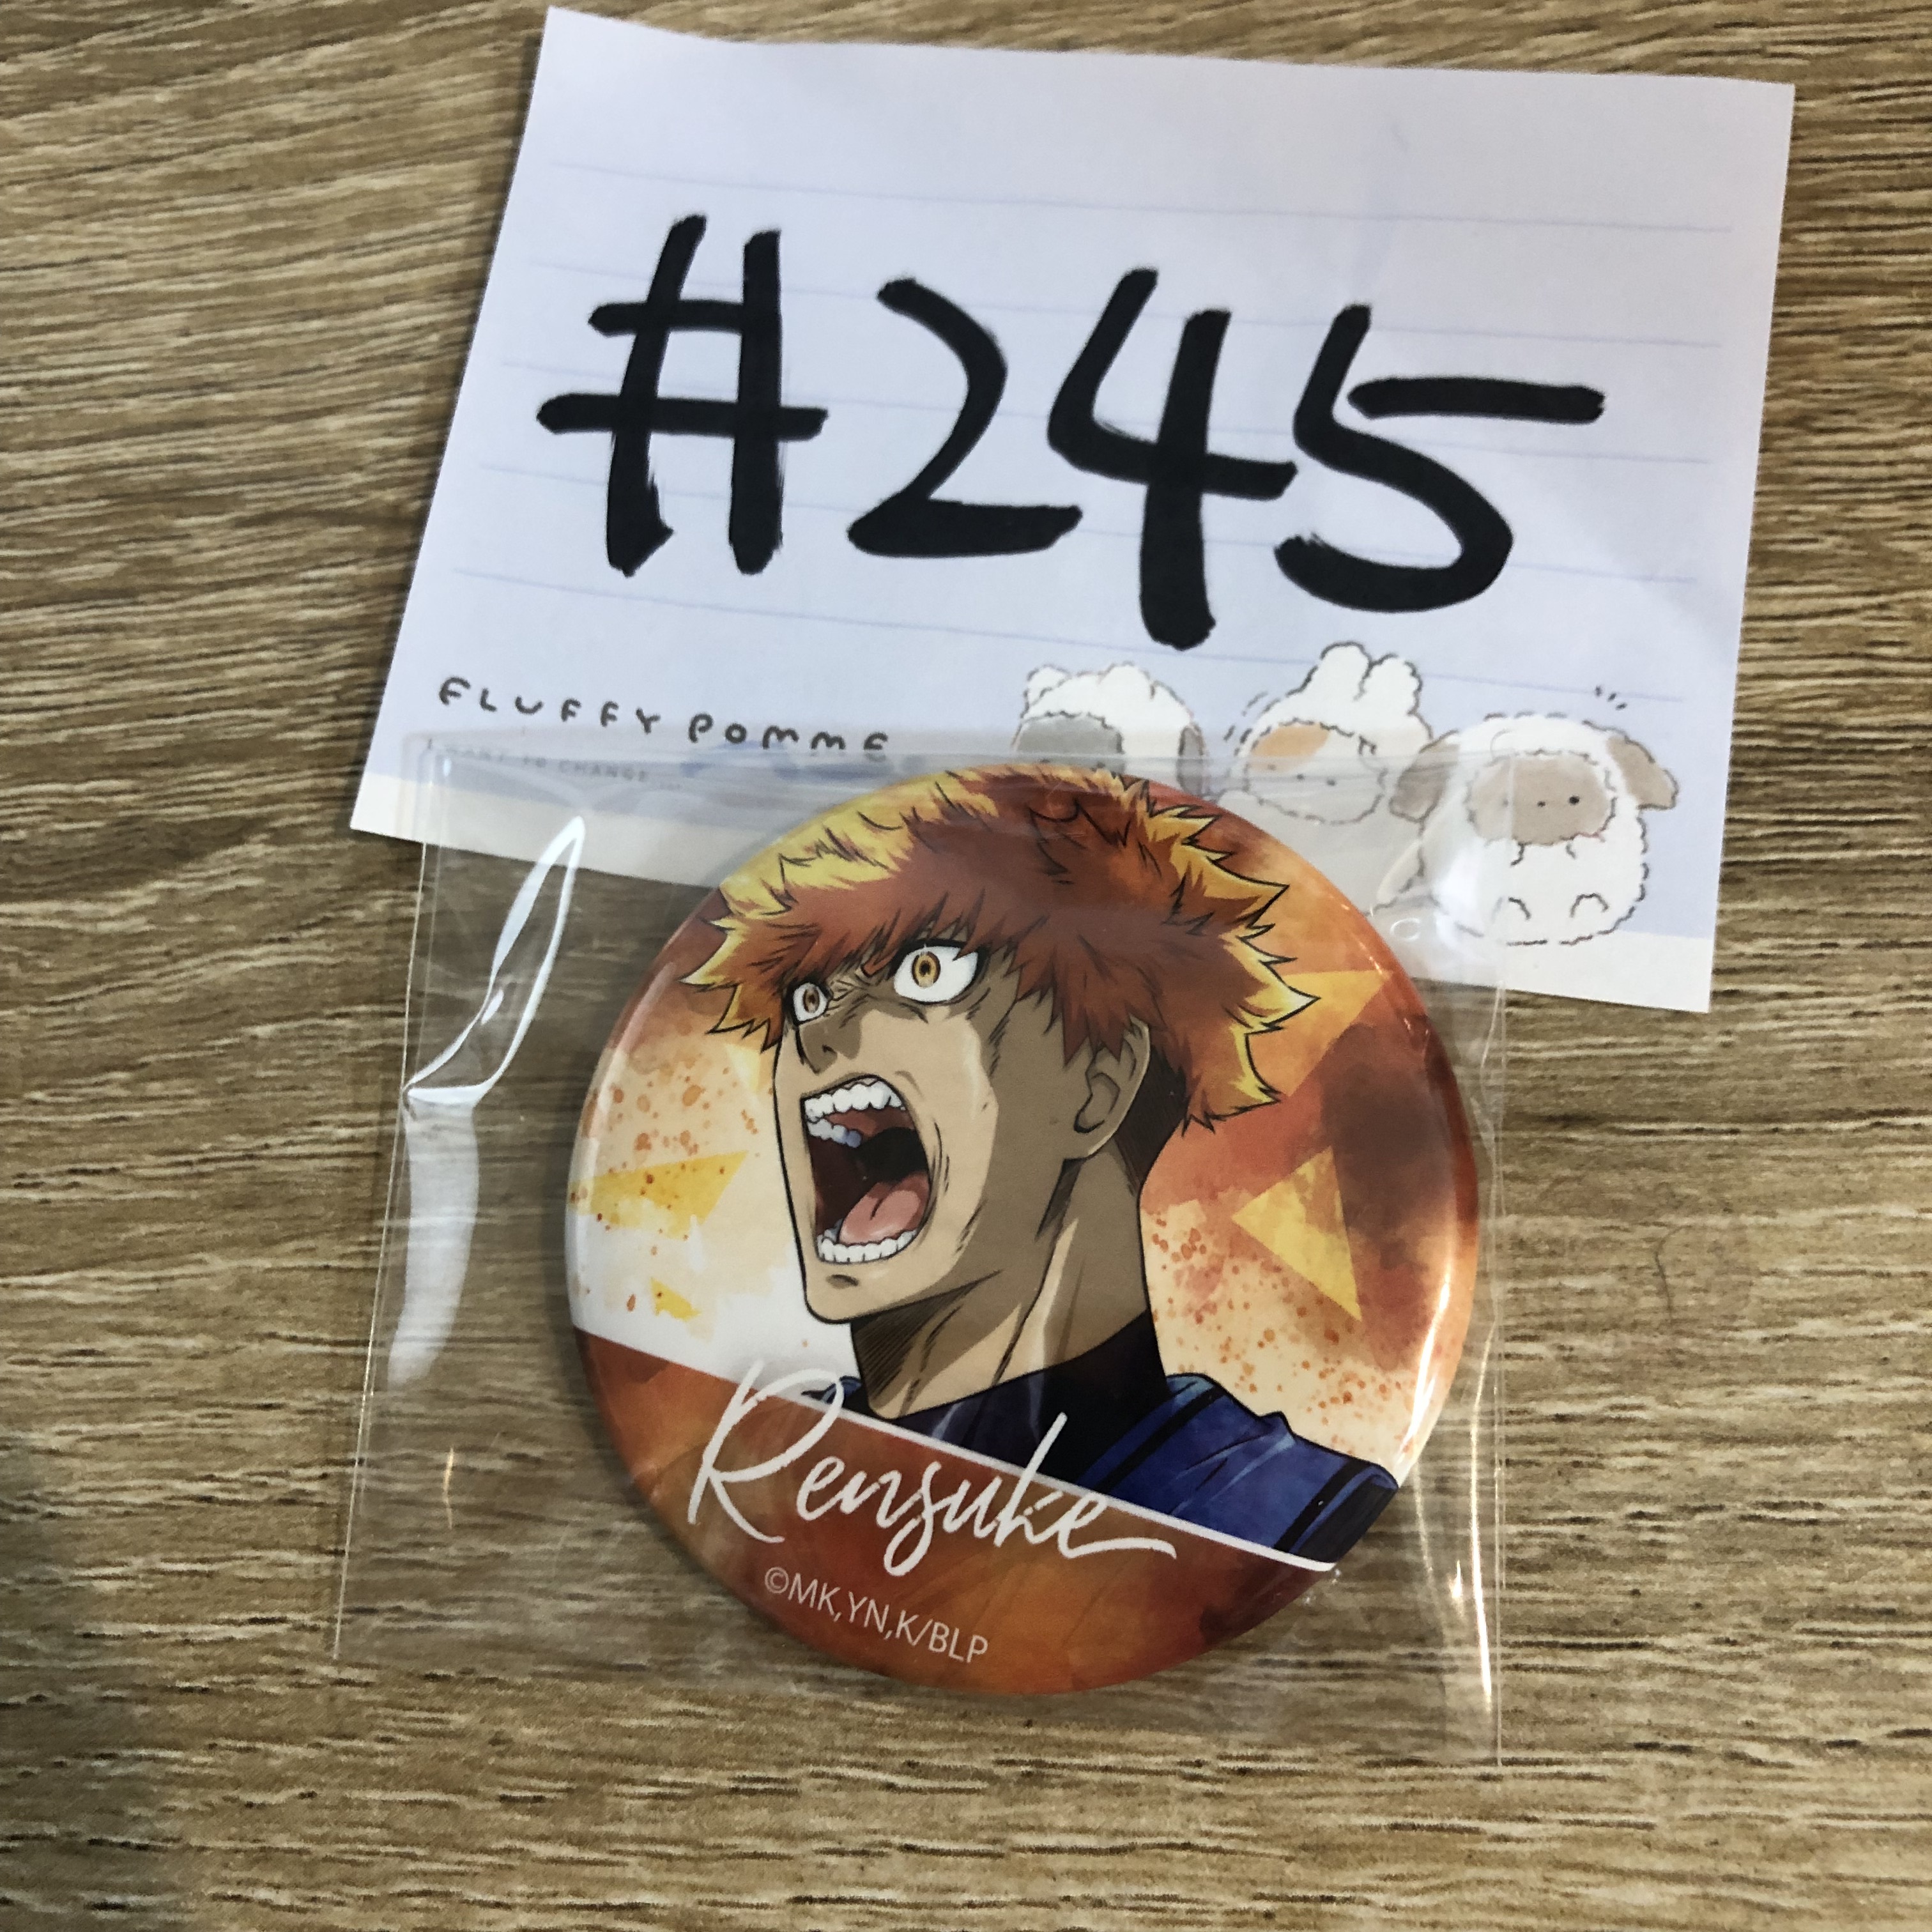 #245
FLUFFY POMME
Rensuke
©MK,YN,K/BLP